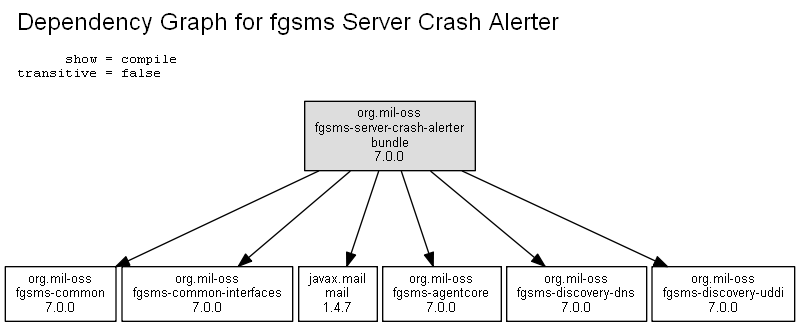 Dependency Graph for fgsms Server Crash Alerter
show = compile
transitive = false
org.mil-oss
fgsms-server-crash-alerter
bundle
7.0.0
org.mil-oss
fgsms-common
7.0.0
org.mil-oss
fgsms-common-interfaces
7.0.0
javax.mail
mail
1.4.7
org.mil-oss
fgsms-agentcore
7.0.0
org.mil-oss
fgsms-discovery-dns
7.0.0
org.mil-oss
fgsms-discovery-uddi
7.0.0